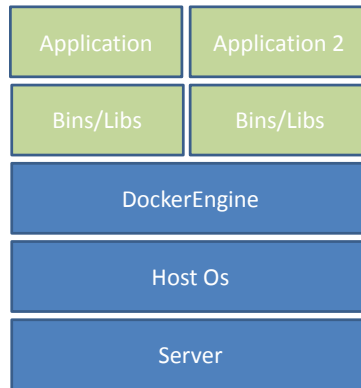 Application
Application 2
Bins/Libs
Bins/Libs
DockerEngine
Host Os
Server